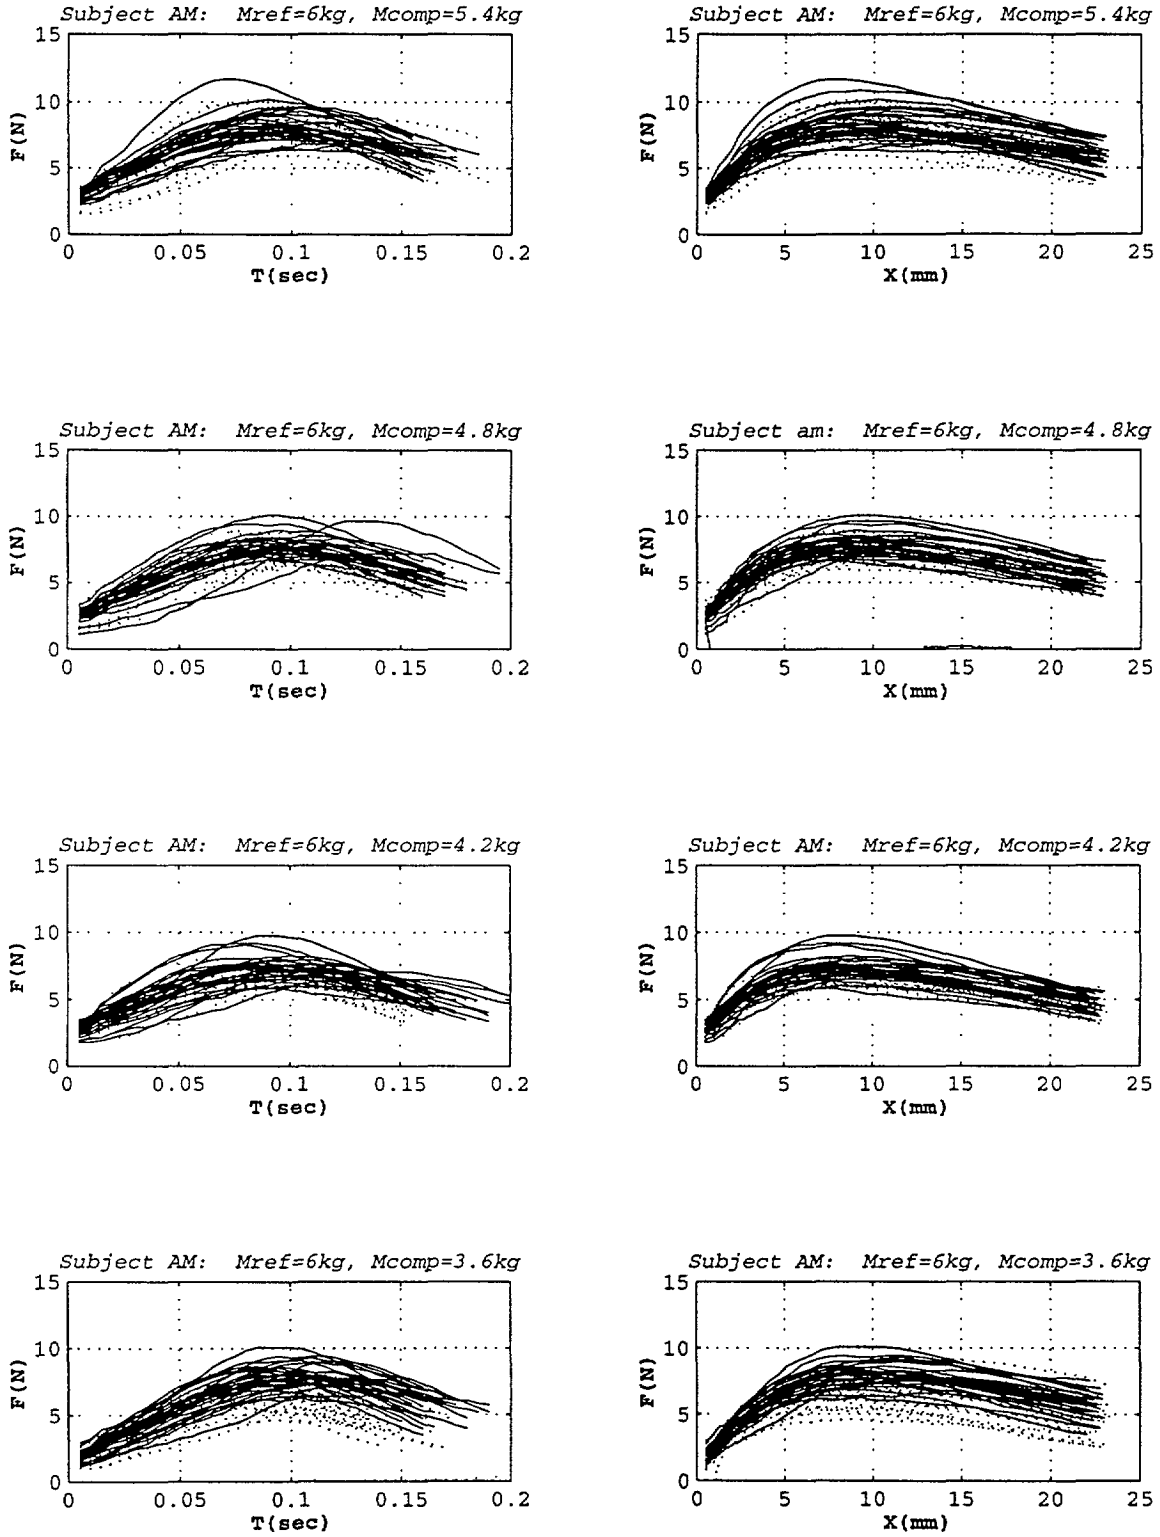 Subject AM: Mref=6kg, Mcomp=5.4kg
15
10
5
0
F(N)
0 0.05 0.1 0.15 0.2
T(sec)
Subject AM: Mref=6kg, Mcomp=5.4kg
15
10
5
0
F(N)
0 5 10 15 20 25
X(mm)
Subject AM: Mref=6kg, Mcomp=4.8kg
15
10
5
0
F(N)
0 0.05 0.1 0.15 0.2
T(sec)
Subject am: Mref=6kg, Mcomp=4.8kg
15
10
5
0
F(N)
0 5 10 15 20 25
X(mm)
Subject AM: Mref=6kg, Mcomp=4.2kg
15
10
5
0
F(N)
0 0.05 0.1 0.15 0.2
T(sec)
Subject AM: Mref=6kg, Mcomp=4.2kg
15
10
5
0
F(N)
0 5 10 15 20 25
X(mm)
Subject AM: Mref=6kg, Mcomp=3.6kg
15
10
5
0
F(N)
0 0.05 0.1 0.15 0.2
T(sec)
Subject AM: Mref=6kg, Mcomp=3.6kg
15
10
5
0
F(N)
0 5 10 15 20 25
X(mm)